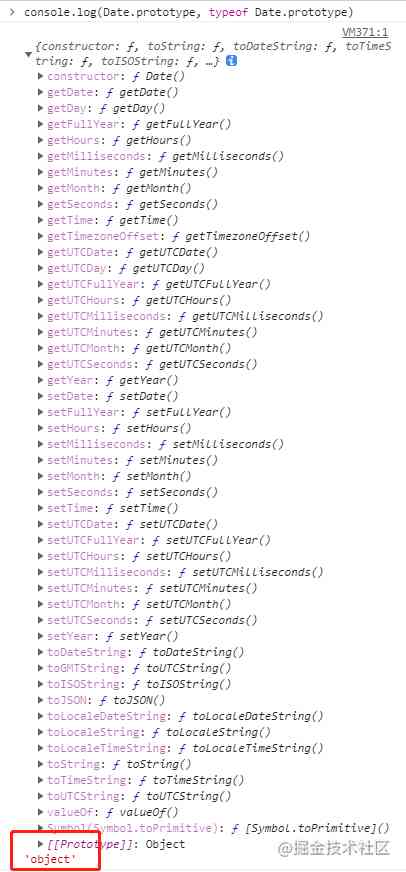 > console.log(Date.prototype, typeof Date.prototype)
VM371:1
{constructor: ƒ, toString: ƒ, toDateString: ƒ, toTimeS
tring: ƒ, toISOString: ƒ, …} i
▶ constructor: ƒ Date()
▶ getDate: ƒ getDate()
▶ getDay: ƒ getDay()
▶ getFullYear: ƒ getFullYear()
▶ getHours: ƒ getHours()
▶ getMilliseconds: ƒ getMilliseconds()
▶ getMinutes: ƒ getMinutes()
▶ getMonth: ƒ getMonth()
▶ getSeconds: ƒ getSeconds()
▶ getTime: ƒ getTime()
▶ getTimezoneOffset: ƒ getTimezoneOffset()
▶ getUTCDate: ƒ getUTCDate()
▶ getUTCDay: ƒ getUTCDay()
▶ getUTCFullYear: ƒ getUTCFullYear()
▶ getUTCHours: ƒ getUTCHours()
▶ getUTCMilliseconds: ƒ getUTCMilliseconds()
▶ getUTCMinutes: ƒ getUTCMinutes()
▶ getUTCMonth: ƒ getUTCMonth()
▶ getUTCSeconds: ƒ getUTCSeconds()
▶ getYear: ƒ getYear()
▶ setDate: ƒ setDate()
▶ setFullYear: ƒ setFullYear()
▶ setHours: ƒ setHours()
▶ setMilliseconds: ƒ setMilliseconds()
▶ setMinutes: ƒ setMinutes()
▶ setMonth: ƒ setMonth()
▶ setSeconds: ƒ setSeconds()
▶ setTime: ƒ setTime()
▶ setUTCDate: ƒ setUTCDate()
▶ setUTCFullYear: ƒ setUTCFullYear()
▶ setUTCHours: ƒ setUTCHours()
▶ setUTCMilliseconds: ƒ setUTCMilliseconds()
▶ setUTCMinutes: ƒ setUTCMinutes()
▶ setUTCMonth: ƒ setUTCMonth()
▶ setUTCSeconds: ƒ setUTCSeconds()
▶ setYear: ƒ setYear()
▶ toDateString: ƒ toDateString()
▶ toGMTString: ƒ toUTCString()
▶ toISOString: ƒ toISOString()
▶ toJSON: ƒ toJSON()
▶ toLocaleDateString: ƒ toLocaleDateString()
▶ toLocaleString: ƒ toLocaleString()
▶ toLocaleTimeString: ƒ toLocaleTimeString()
▶ toString: ƒ toString()
▶ toTimeString: ƒ toTimeString()
▶ toUTCString: ƒ toUTCString()
▶ valueOf: ƒ valueOf()
▶ Symbol(Symbol.toPrimitive): ƒ [Symbol.toPrimitive]()
▶ [[Prototype]]: Object
'object'
@掘金技术社区